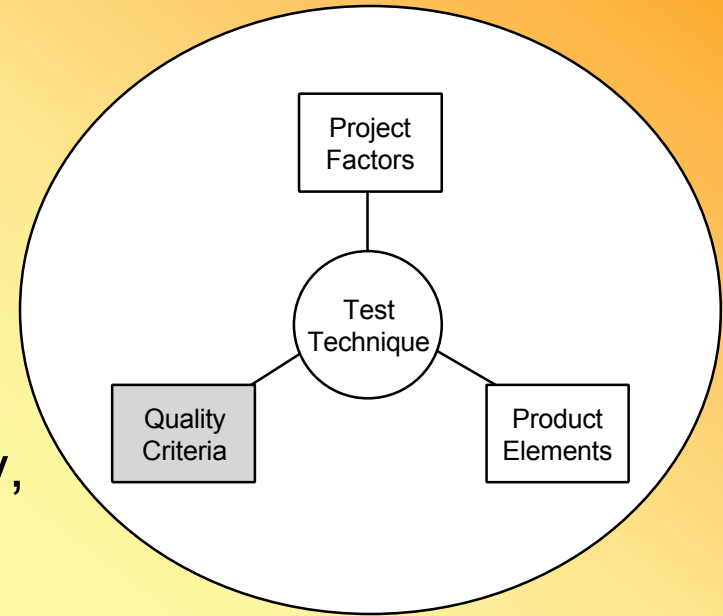 Project
Factors
Test
Technique
Quality
Criteria
Product
Elements